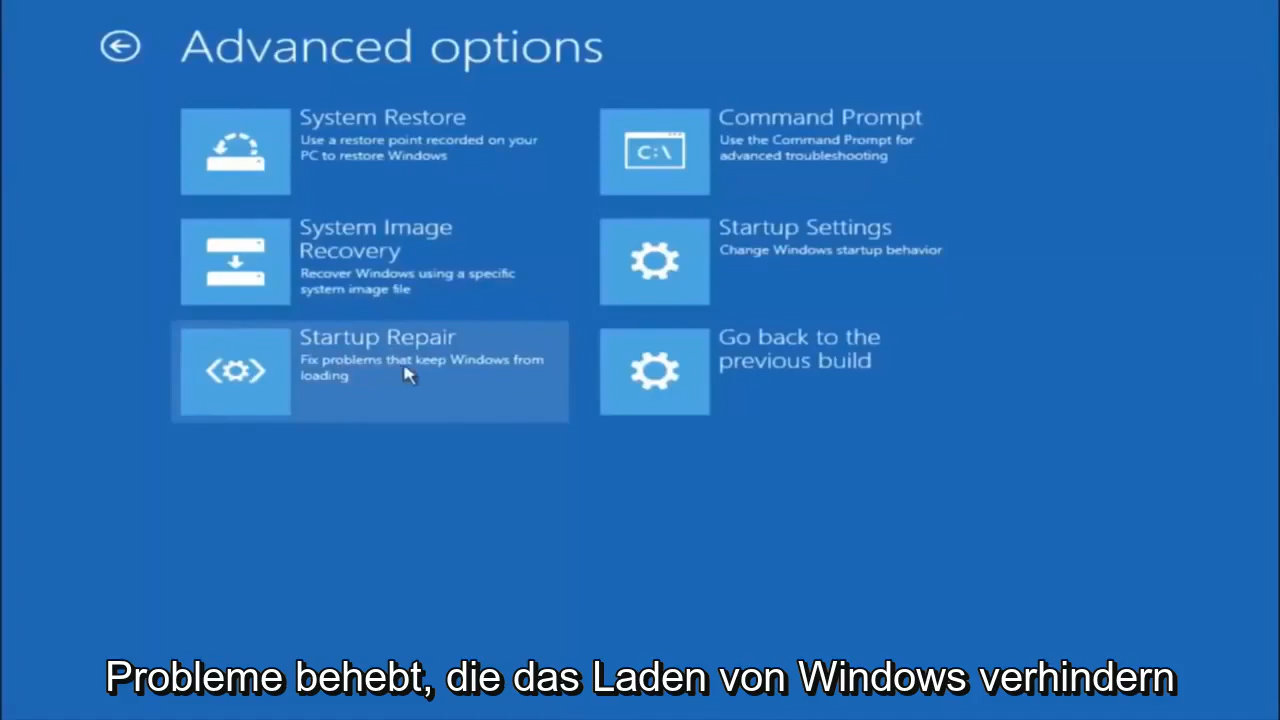 Advanced options
System Restore
Use a restore point recorded on your
PC to restore Windows
System Image
Recovery
Recover Windows using a specific
system image file
Startup Repair
Fix problems that keep Windows from
loading
Command Prompt
Use the Command Prompt for
advanced troubleshooting
C:\
Startup Settings
Change Windows startup behavior
Go back to the
previous build
Probleme behebt, die das Laden von Windows verhindern